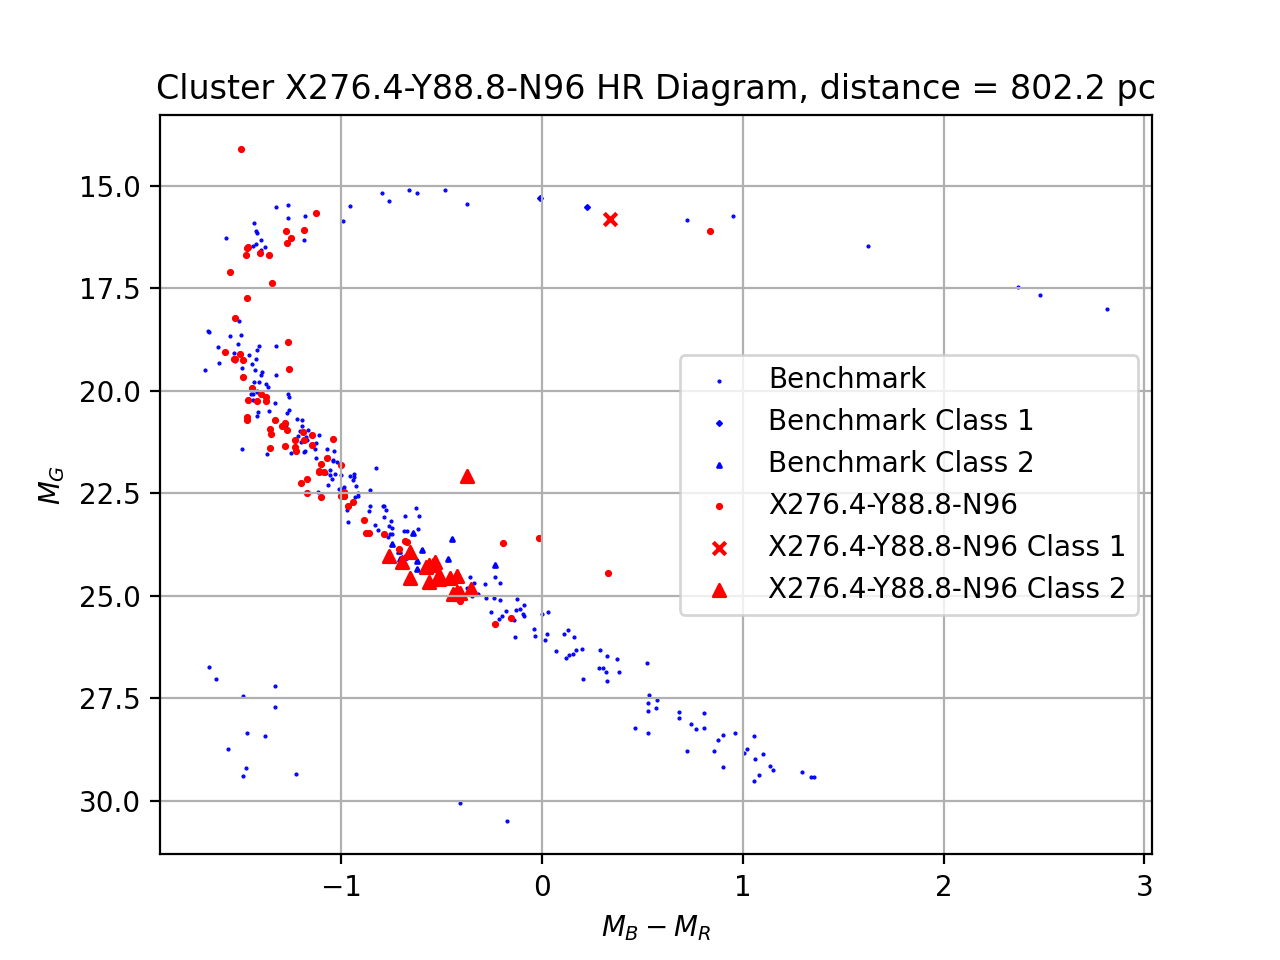 Cluster X276.4-Y88.8-N96 HR Diagram, distance = 802.2 pc
15.0
17.5
20.0
22.5
25.0
27.5
30.0
M_G
Benchmark
Benchmark Class 1
Benchmark Class 2
X276.4-Y88.8-N96
X276.4-Y88.8-N96 Class 1
X276.4-Y88.8-N96 Class 2
−1 0 1 2 3
M_B − M_R